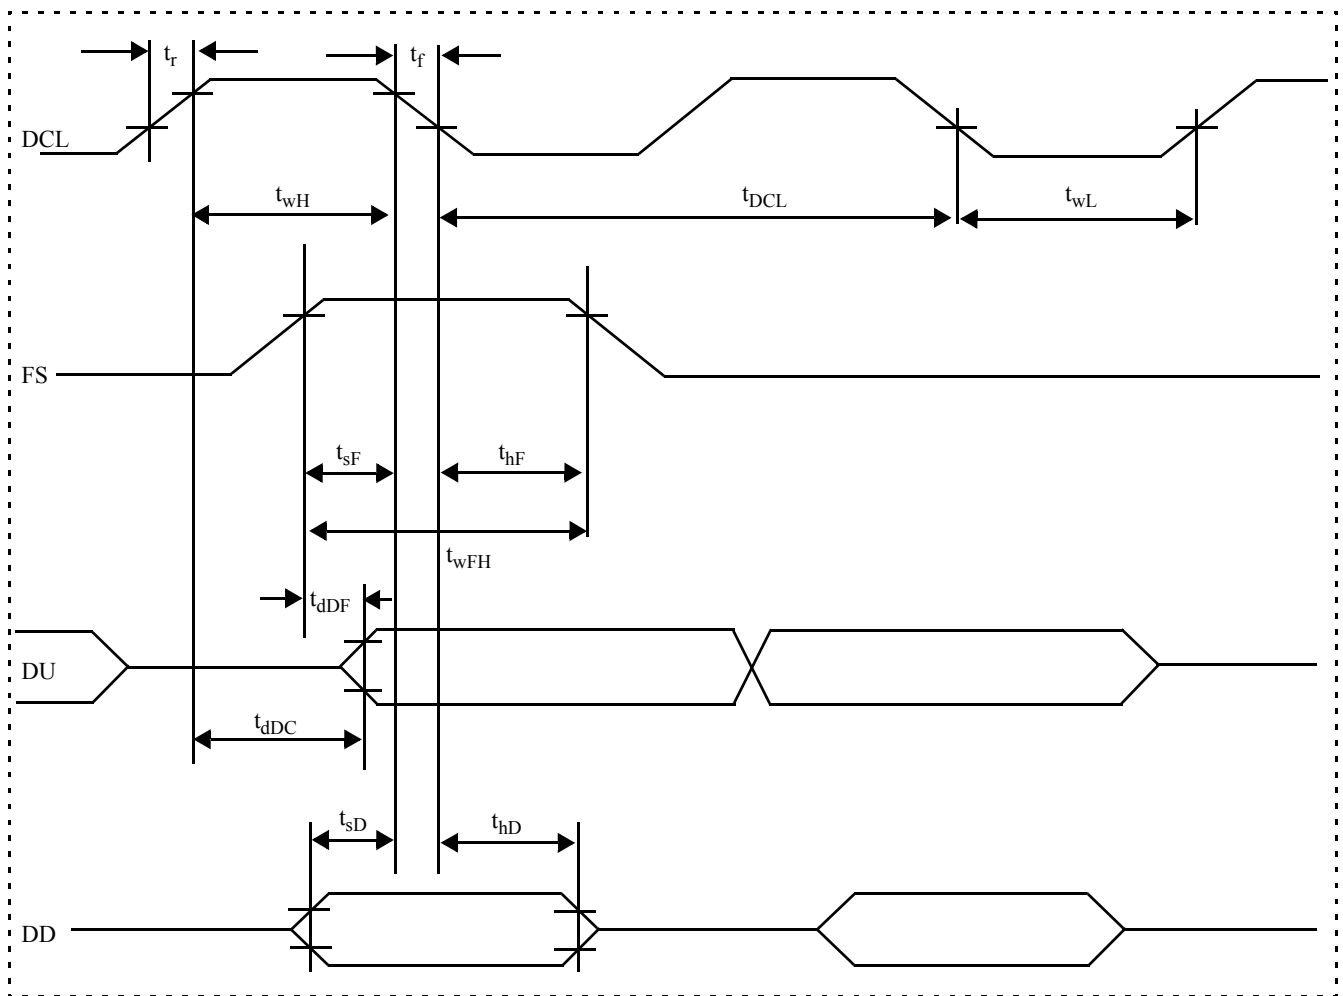 t_r
t_f
DCL
t_wH
t_DCL
t_wL
FS
t_sF
t_hF
t_wFH
t_dDF
DU
t_dDC
t_sD
t_hD
DD